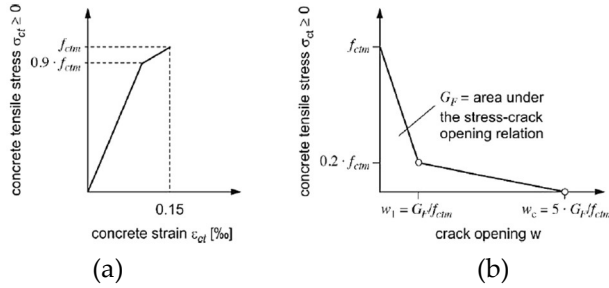 concrete tensile stress σct ≥ 0
fctm
0.9 · fctm
0.15
concrete strain εct [‰]
(a)
concrete tensile stress σct ≥ 0
fctm
0.2 · fctm
GF = area under
the stress-crack
opening relation
w1 = GF/fctm
wc = 5 · GF/fctm
crack opening w
(b)